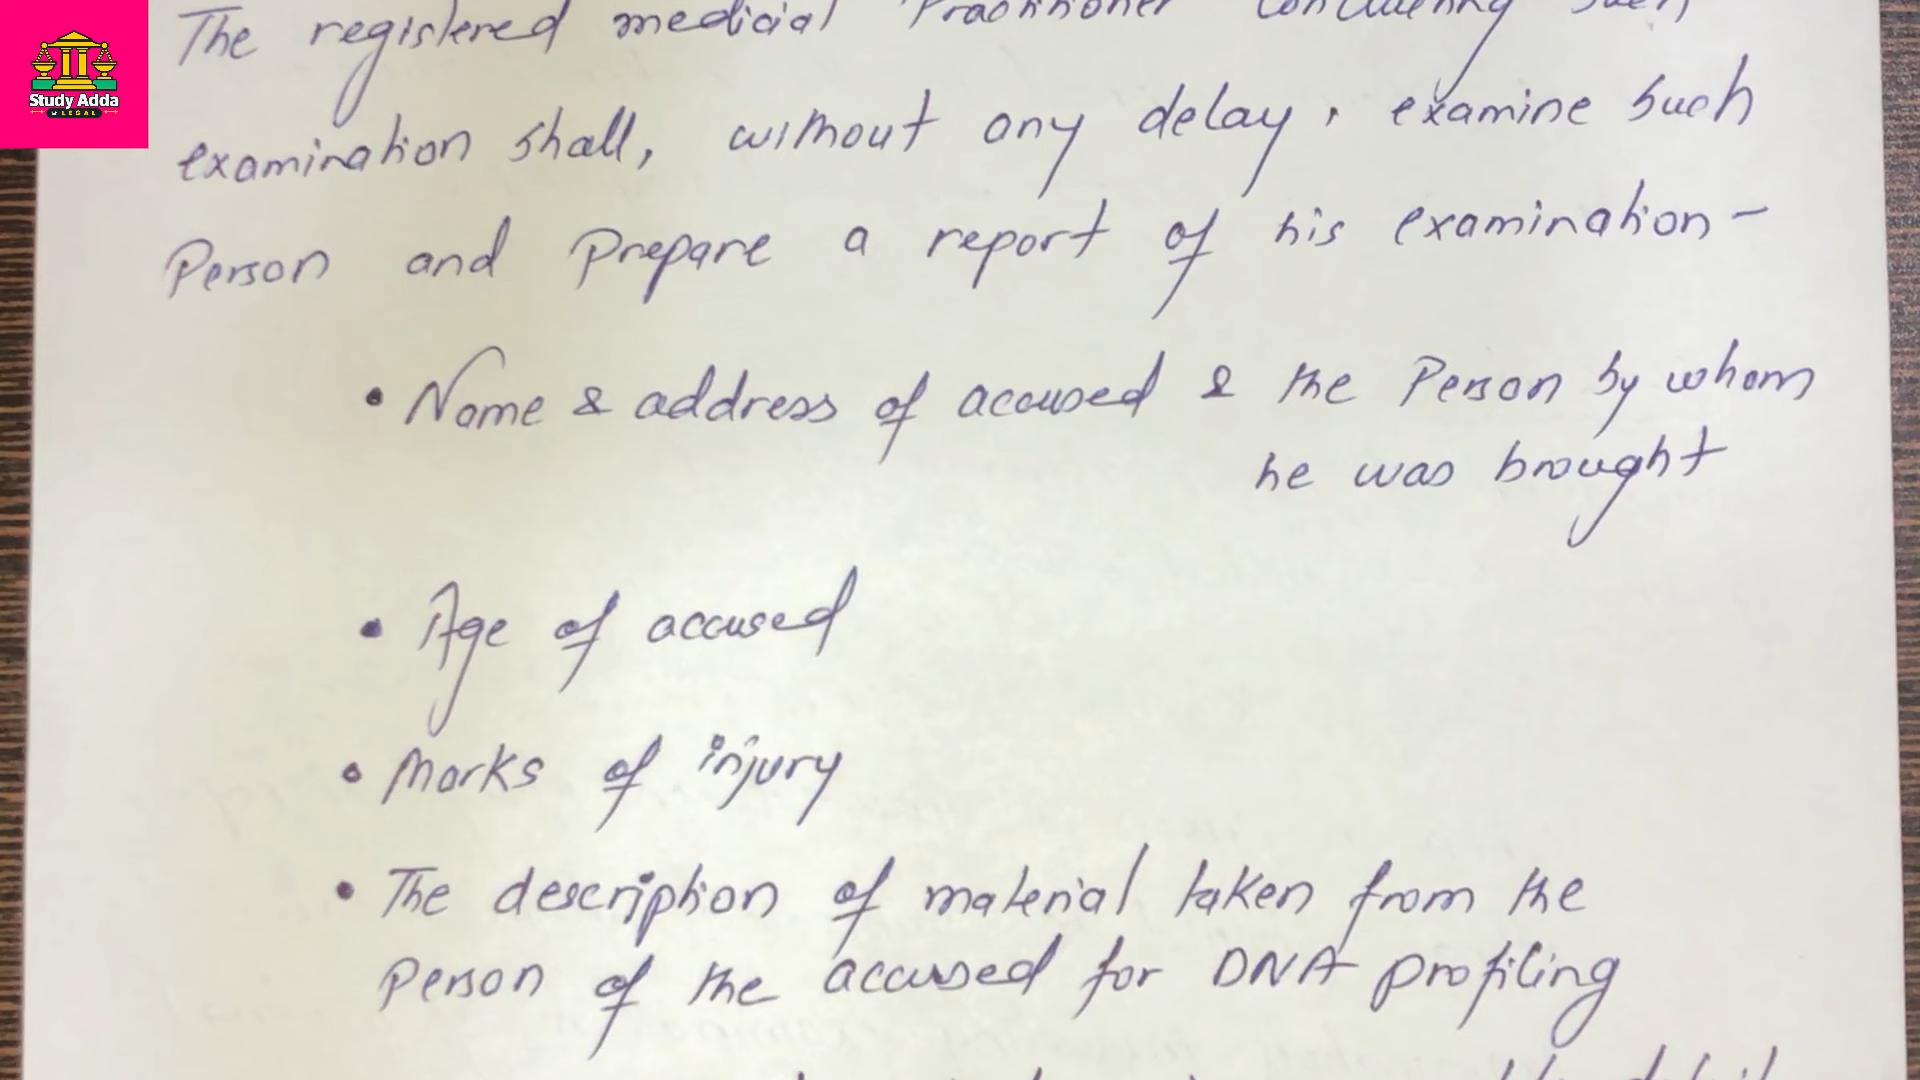 Study Adda
LEGAL
The registered medicial Practitioner conducting such
examination shall, without any delay, examine such
Person and Prepare a report of his examination-
• Name & address of accused & the Person by whom
he was brought
• Age of accused
• Marks of injury
• The description of material taken from the
Person of the accused for DNA profiling